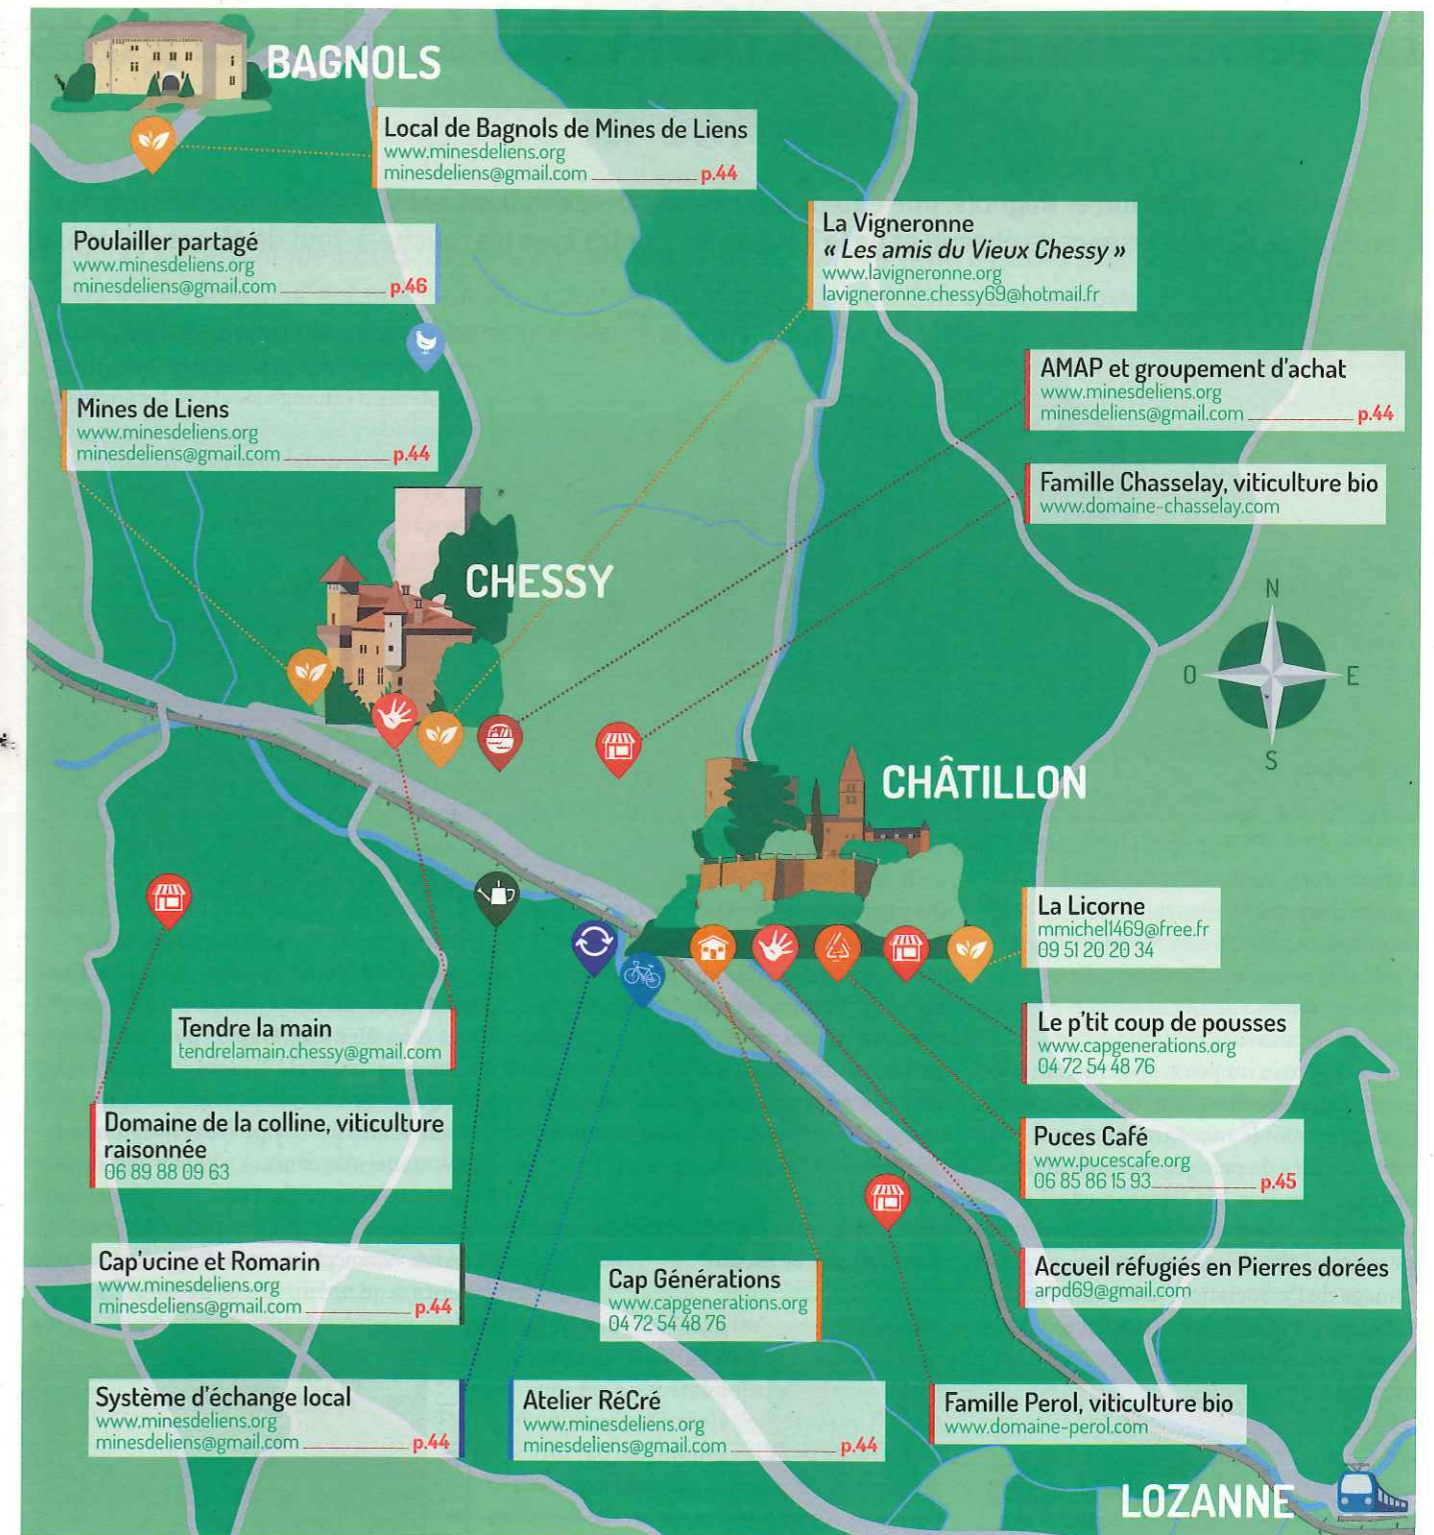 BAGNOLS
Local de Bagnols de Mines de Liens
www.minesdeliens.org
minesdeliens@gmail.com p.44
Poulailler partagé
www.minesdeliens.org
minesdeliens@gmail.com p.46
La Vigneronne
« Les amis du Vieux Chessy »
www.lavigneronne.org
lavigneronne.chessy69@hotmail.fr
AMAP et groupement d'achat
www.minesdeliens.org
minesdeliens@gmail.com p.44
Mines de Liens
www.minesdeliens.org
minesdeliens@gmail.com p.44
Famille Chasselay, viticulture bio
www.domaine-chasselay.com
CHESSY
N
O
E
S
CHÂTILLON
La Licorne
mmichel1469@free.fr
09 51 20 20 34
Tendre la main
tendrelamain.chessy@gmail.com
Le p'tit coup de pousses
www.capgenerations.org
04 72 54 48 76
Domaine de la colline, viticulture
raisonnée
06 89 88 09 63
Puces Café
www.pucescafe.org
06 85 86 15 93 p.45
Cap'ucine et Romarin
www.minesdeliens.org
minesdeliens@gmail.com p.44
Cap Générations
www.capgenerations.org
04 72 54 48 76
Accueil réfugiés en Pierres dorées
arpd69@gmail.com
Système d'échange local
www.minesdeliens.org
minesdeliens@gmail.com p.44
Atelier RéCré
www.minesdeliens.org
minesdeliens@gmail.com p.44
Famille Perol, viticulture bio
www.domaine-perol.com
LOZANNE